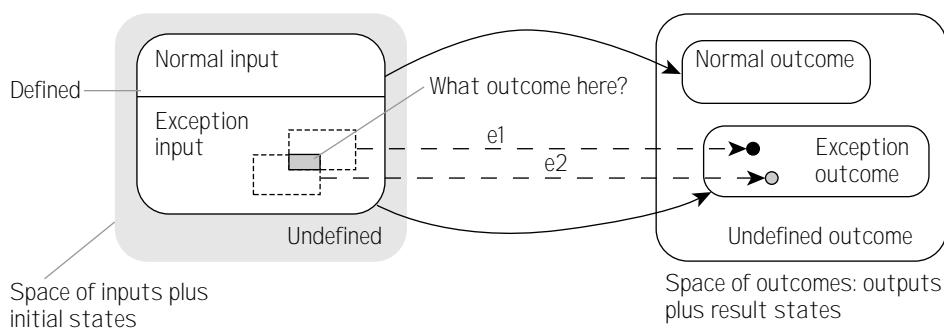 Normal input
Normal outcome
Defined
What outcome here?
Exception
input
e1
e2
Exception
outcome
Undefined
Undefined outcome
Space of inputs plus
initial states
Space of outcomes: outputs
plus result states